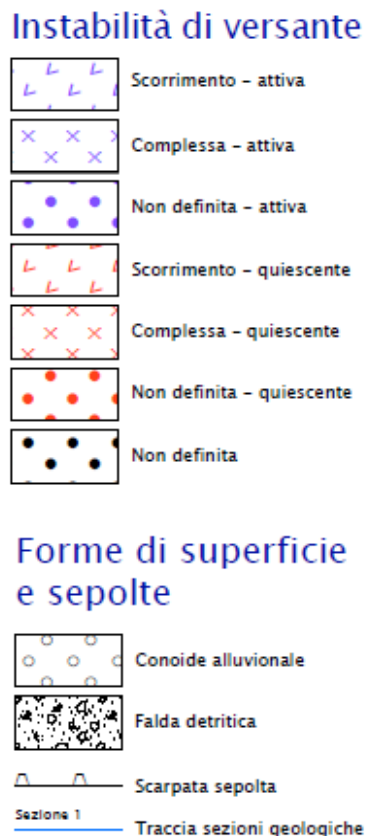 Instabilità di versante
Scorrimento - attiva
Complessa - attiva
Non definita - attiva
Scorrimento - quiescente
Complessa - quiescente
Non definita - quiescente
Non definita
Forme di superficie
e sepolte
Conoide alluvionale
Falda detritica
Scarpata sepolta
Sezione 1
Traccia sezioni geologiche